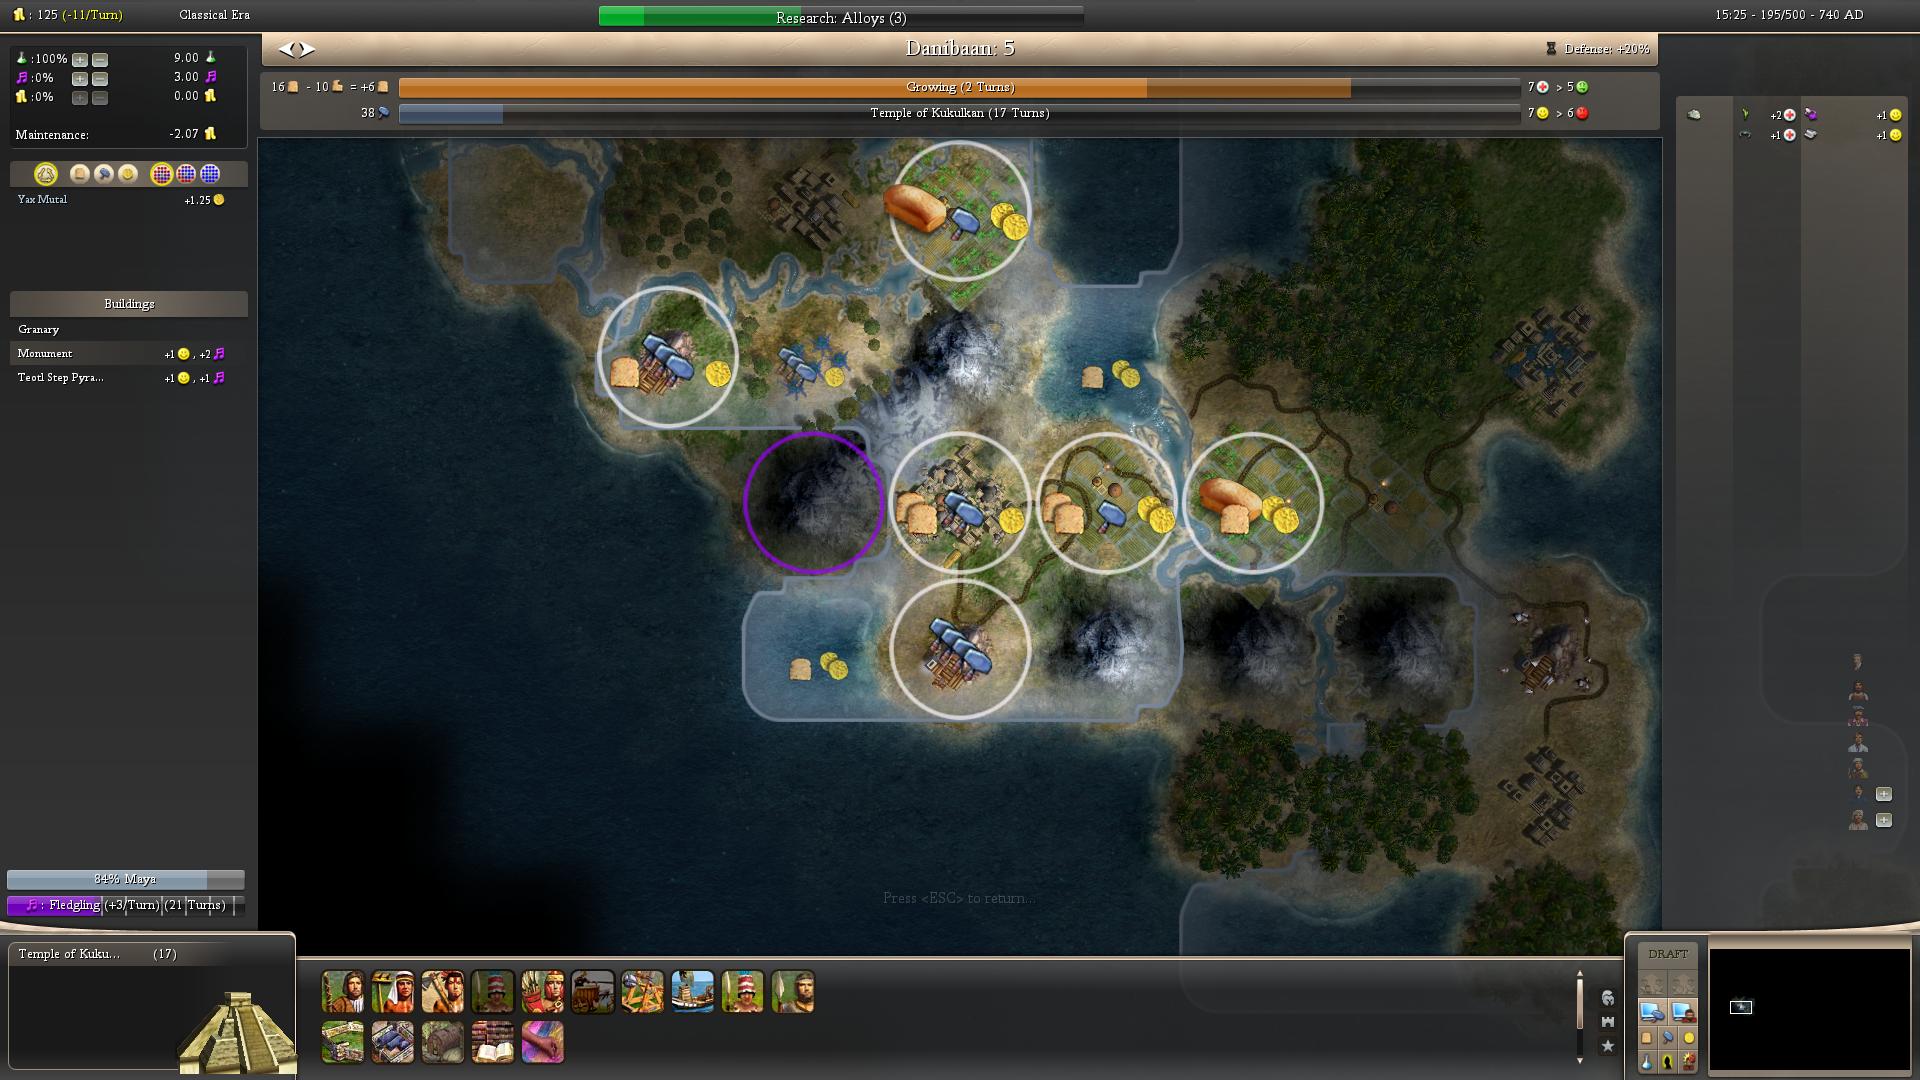 : 125 (-11/Turn)
Classical Era
Research: Alloys (3)
15:25 - 195/500 - 740 AD
Danibaan: 5
Defense: +20%
:100% 9.00
:0% 3.00
:0% 0.00
Maintenance: -2.07
16 - 10 = +6
Growing (2 Turns)
7 > 5
38
Temple of Kukulkan (17 Turns)
7 > 6
+2 +1
+1 +1
Yax Mutal +1.25
Buildings
Granary
Monument +1 , +2
Teotl Step Pyra... +1 , +1
84% Maya
: Fledgling (+3/Turn) (21 Turns)
Press <ESC> to return...
Temple of Kuku... (17)
DRAFT